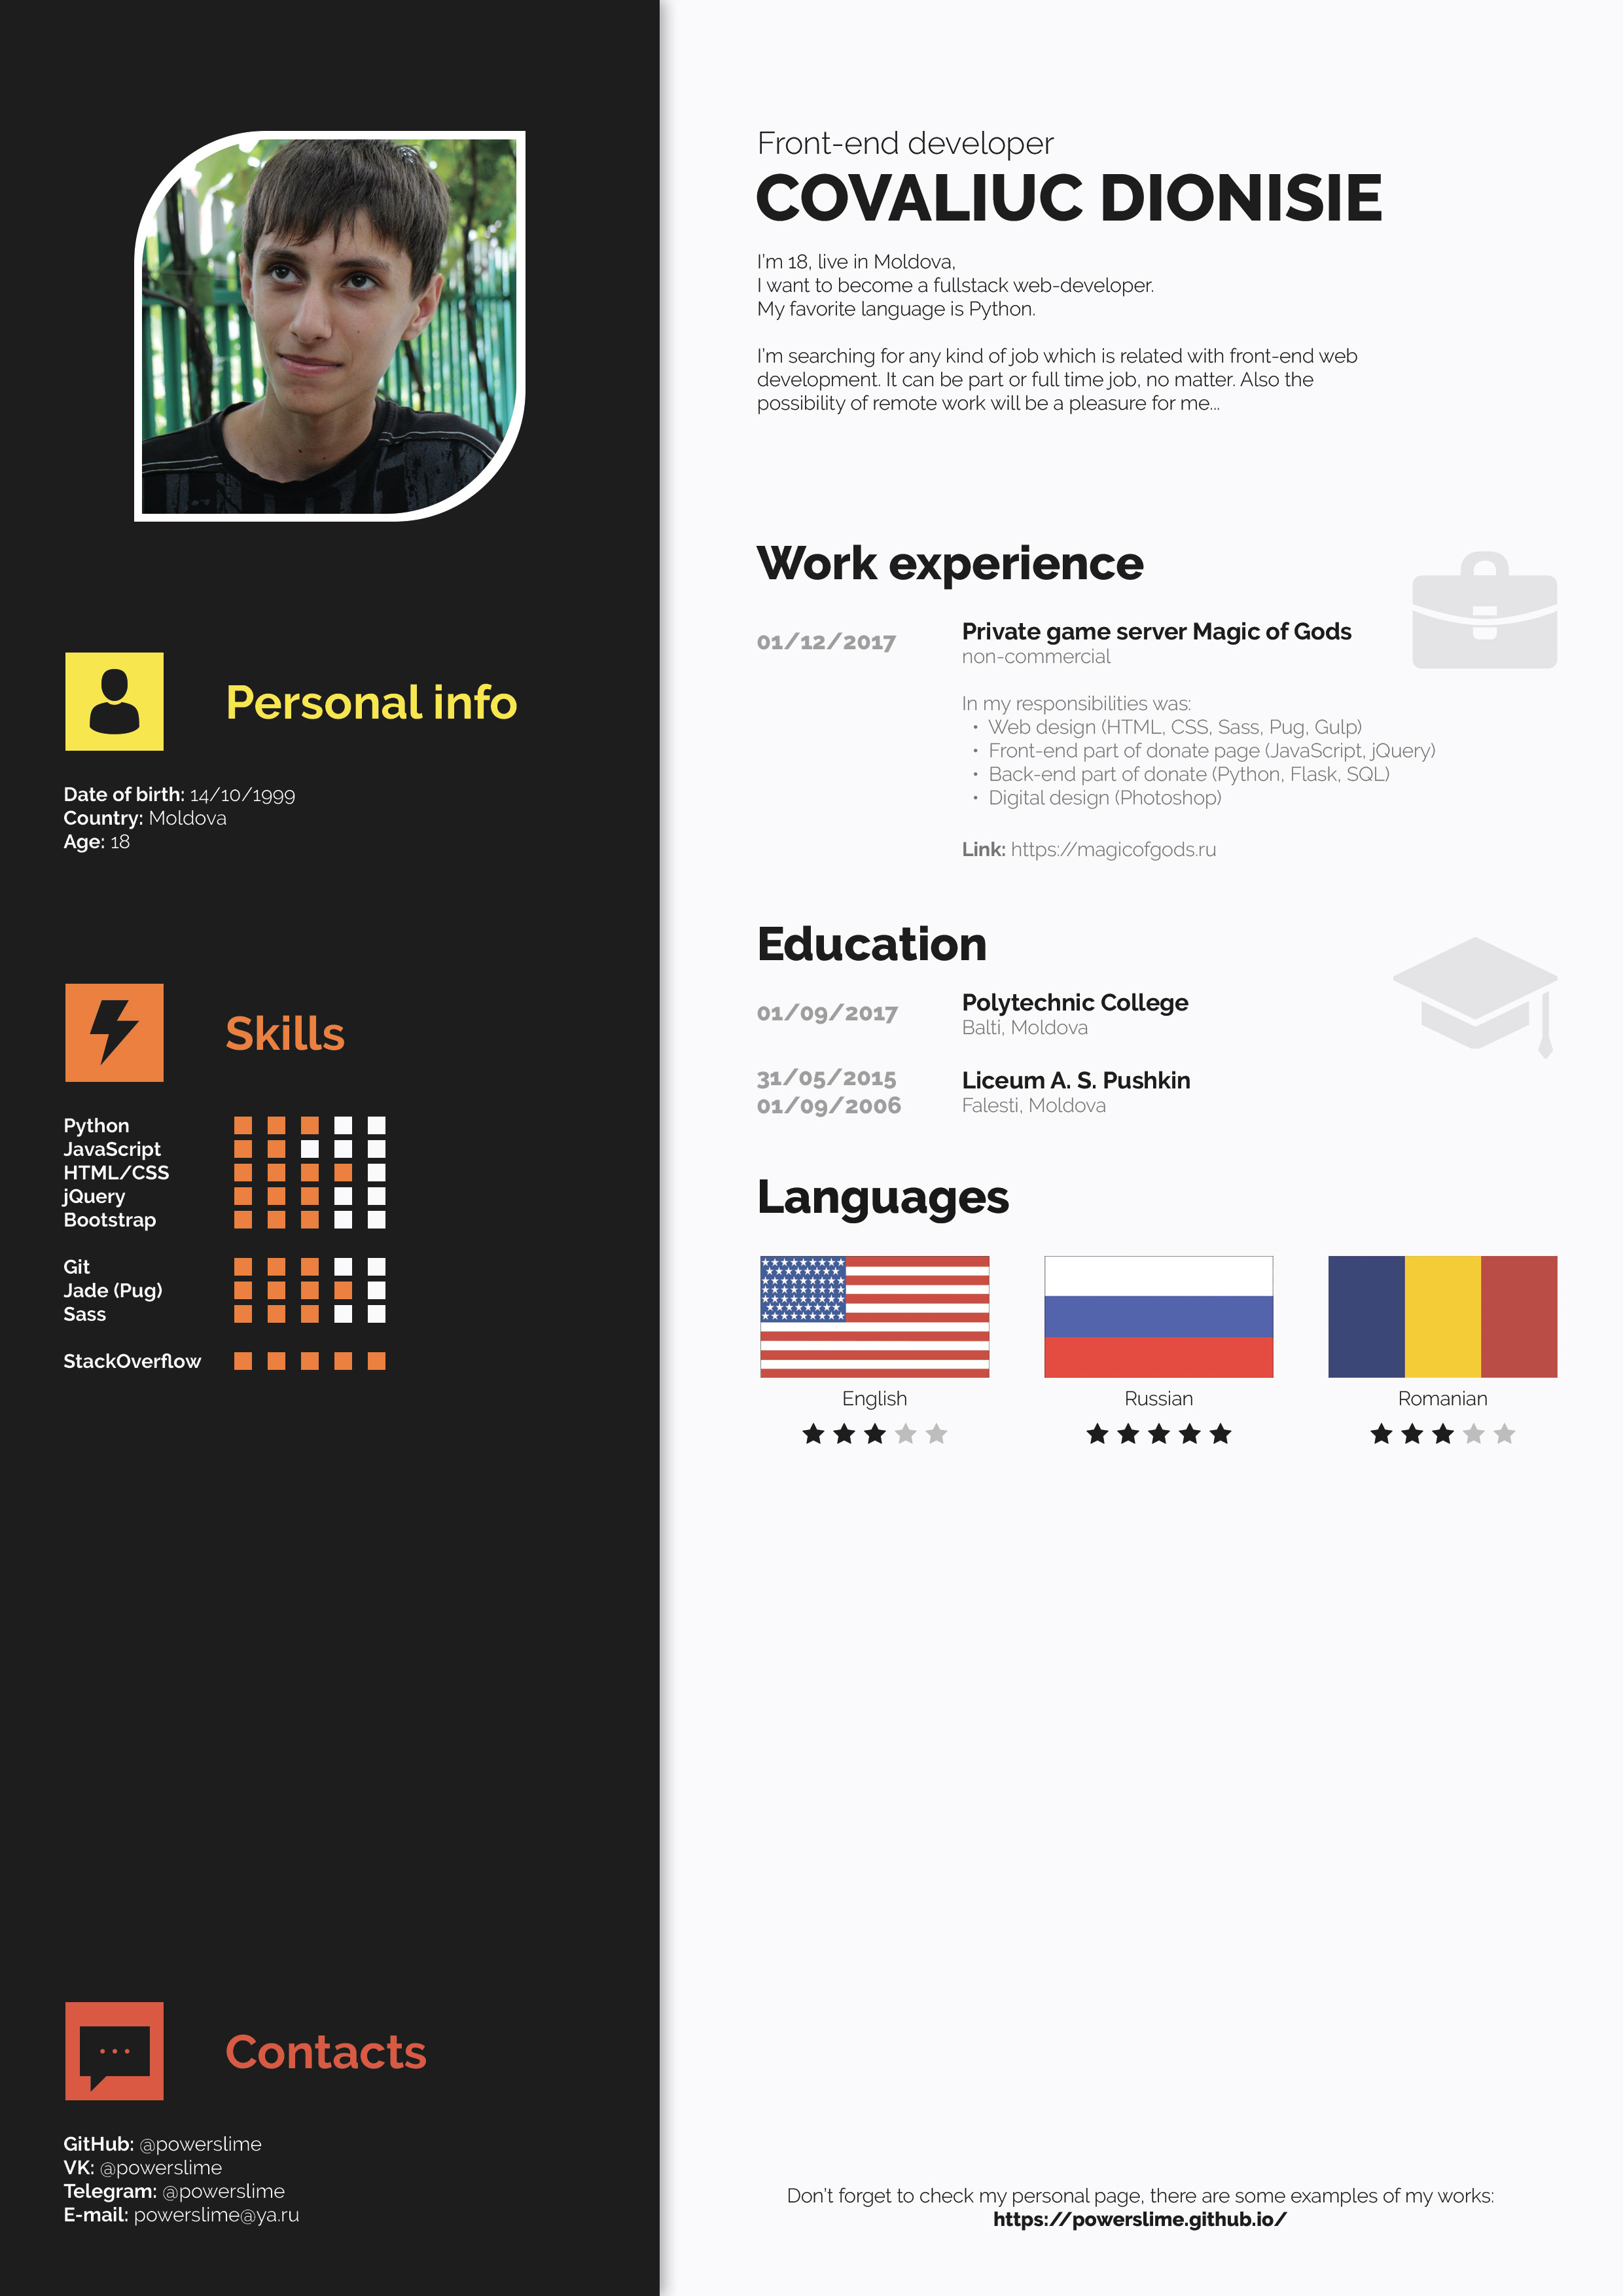 Front-end developer
COVALIUC DIONISIE
I'm 18, live in Moldova,
I want to become a fullstack web-developer.
My favorite language is Python.
I'm searching for any kind of job which is related with front-end web
development. It can be part or full time job, no matter. Also the
possibility of remote work will be a pleasure for me...
Personal info
Date of birth: 14/10/1999
Country: Moldova
Age: 18
Skills
Python
JavaScript
HTML/CSS
jQuery
Bootstrap
Git
Jade (Pug)
Sass
StackOverflow
Contacts
GitHub: @powerslime
VK: @powerslime
Telegram: @powerslime
E-mail: powerslime@ya.ru
Work experience
01/12/2017
Private game server Magic of Gods
non-commercial
In my responsibilities was:
• Web design (HTML, CSS, Sass, Pug, Gulp)
• Front-end part of donate page (JavaScript, jQuery)
• Back-end part of donate (Python, Flask, SQL)
• Digital design (Photoshop)
Link: https://magicofgods.ru
Education
01/09/2017
Polytechnic College
Balti, Moldova
31/05/2015
01/09/2006
Liceum A. S. Pushkin
Falesti, Moldova
Languages
English
Russian
Romanian
Don't forget to check my personal page, there are some examples of my works:
https://powerslime.github.io/